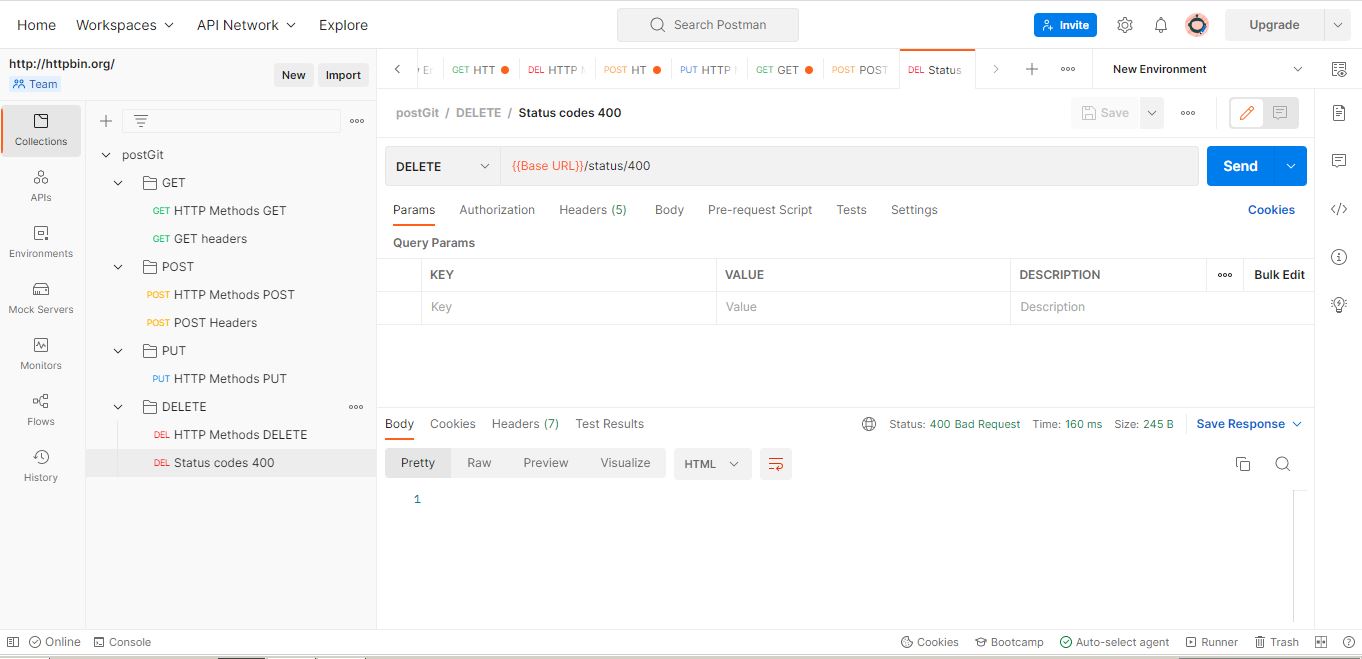 Home Workspaces API Network Explore Search Postman Invite Upgrade
http://httpbin.org/
Team
New Import
GET HTT DEL HTTP POST HT PUT HTTP GET GET POST POST DEL Status New Environment
Collections
APIs
Environments
Mock Servers
Monitors
Flows
History
postGit
GET
GET HTTP Methods GET
GET GET headers
POST
POST HTTP Methods POST
POST POST Headers
PUT
PUT HTTP Methods PUT
DELETE
DEL HTTP Methods DELETE
DEL Status codes 400
postGit / DELETE / Status codes 400 Save
DELETE {{Base URL}}/status/400 Send
Params Authorization Headers (5) Body Pre-request Script Tests Settings Cookies
Query Params
KEY VALUE DESCRIPTION Bulk Edit
Key Value Description
Body Cookies Headers (7) Test Results Status: 400 Bad Request Time: 160 ms Size: 245 B Save Response
Pretty Raw Preview Visualize HTML
1
Online Console Cookies Bootcamp Auto-select agent Runner Trash